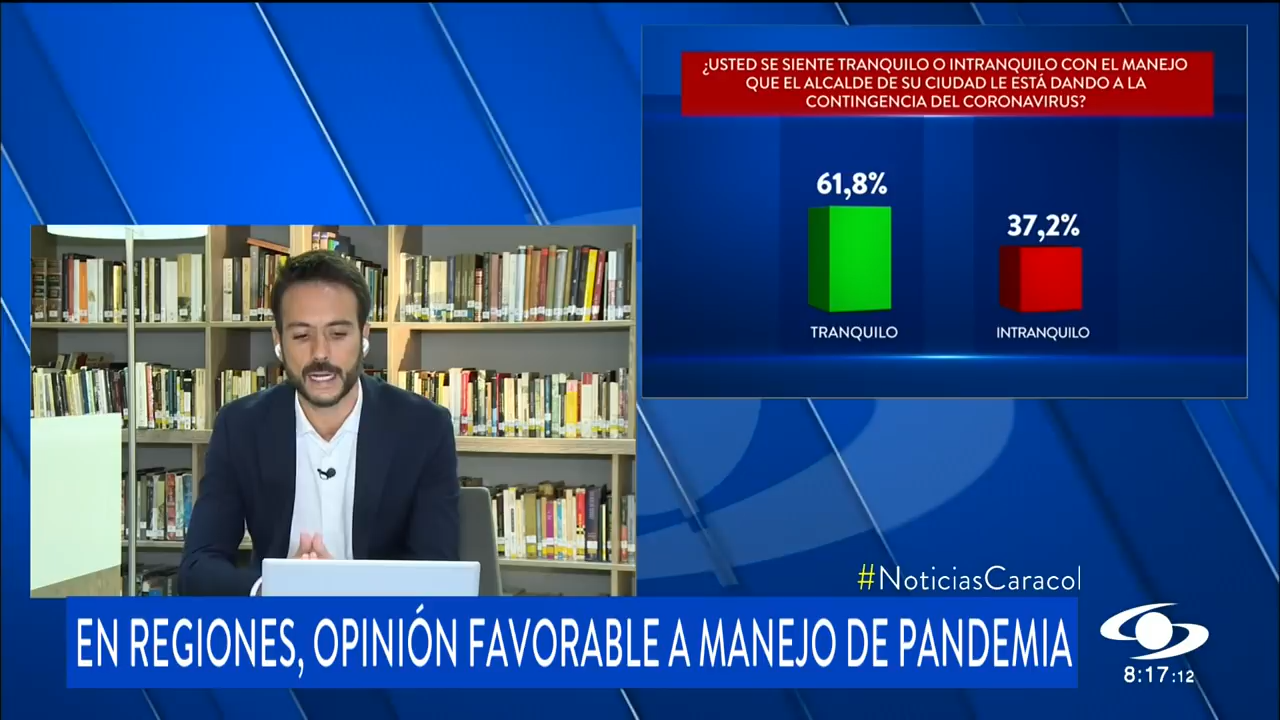 ¿USTED SE SIENTE TRANQUILO O INTRANQUILO CON EL MANEJO
QUE EL ALCALDE DE SU CIUDAD LE ESTÁ DANDO A LA
CONTINGENCIA DEL CORONAVIRUS?
61,8%
37,2%
TRANQUILO
INTRANQUILO
#NoticiasCaracol
EN REGIONES, OPINIÓN FAVORABLE A MANEJO DE PANDEMIA
8:17:12